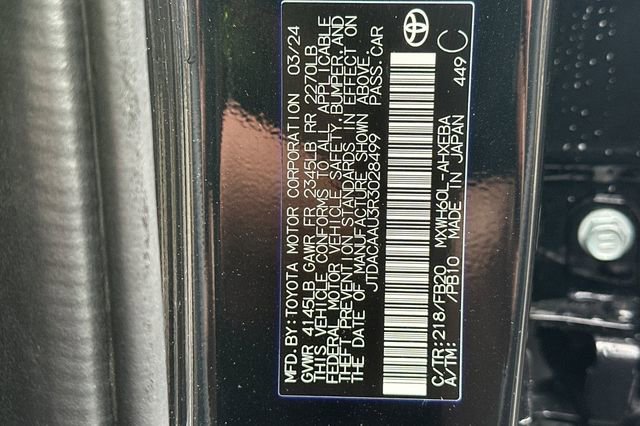 MFD.BY:TOYOTA MOTOR CORPORATION 03/24
GVWR 4145LB GAWR FR 2345LB RR 2270LB
THIS VEHICLE CONFORMS TO ALL APPLICABLE
FEDERAL MOTOR VEHICLE SAFETY,BUMPER,AND
THEFT PREVENTION STANDARDS IN EFFECT ON
THE DATE OF MANUFACTURE SHOWN ABOVE.
JTDACAAU3R3028499 PASS.CAR
C/TR:218/FB20 MXWH60L-AHXEBA
A/TM: /PB10 MADE IN JAPAN
449 C